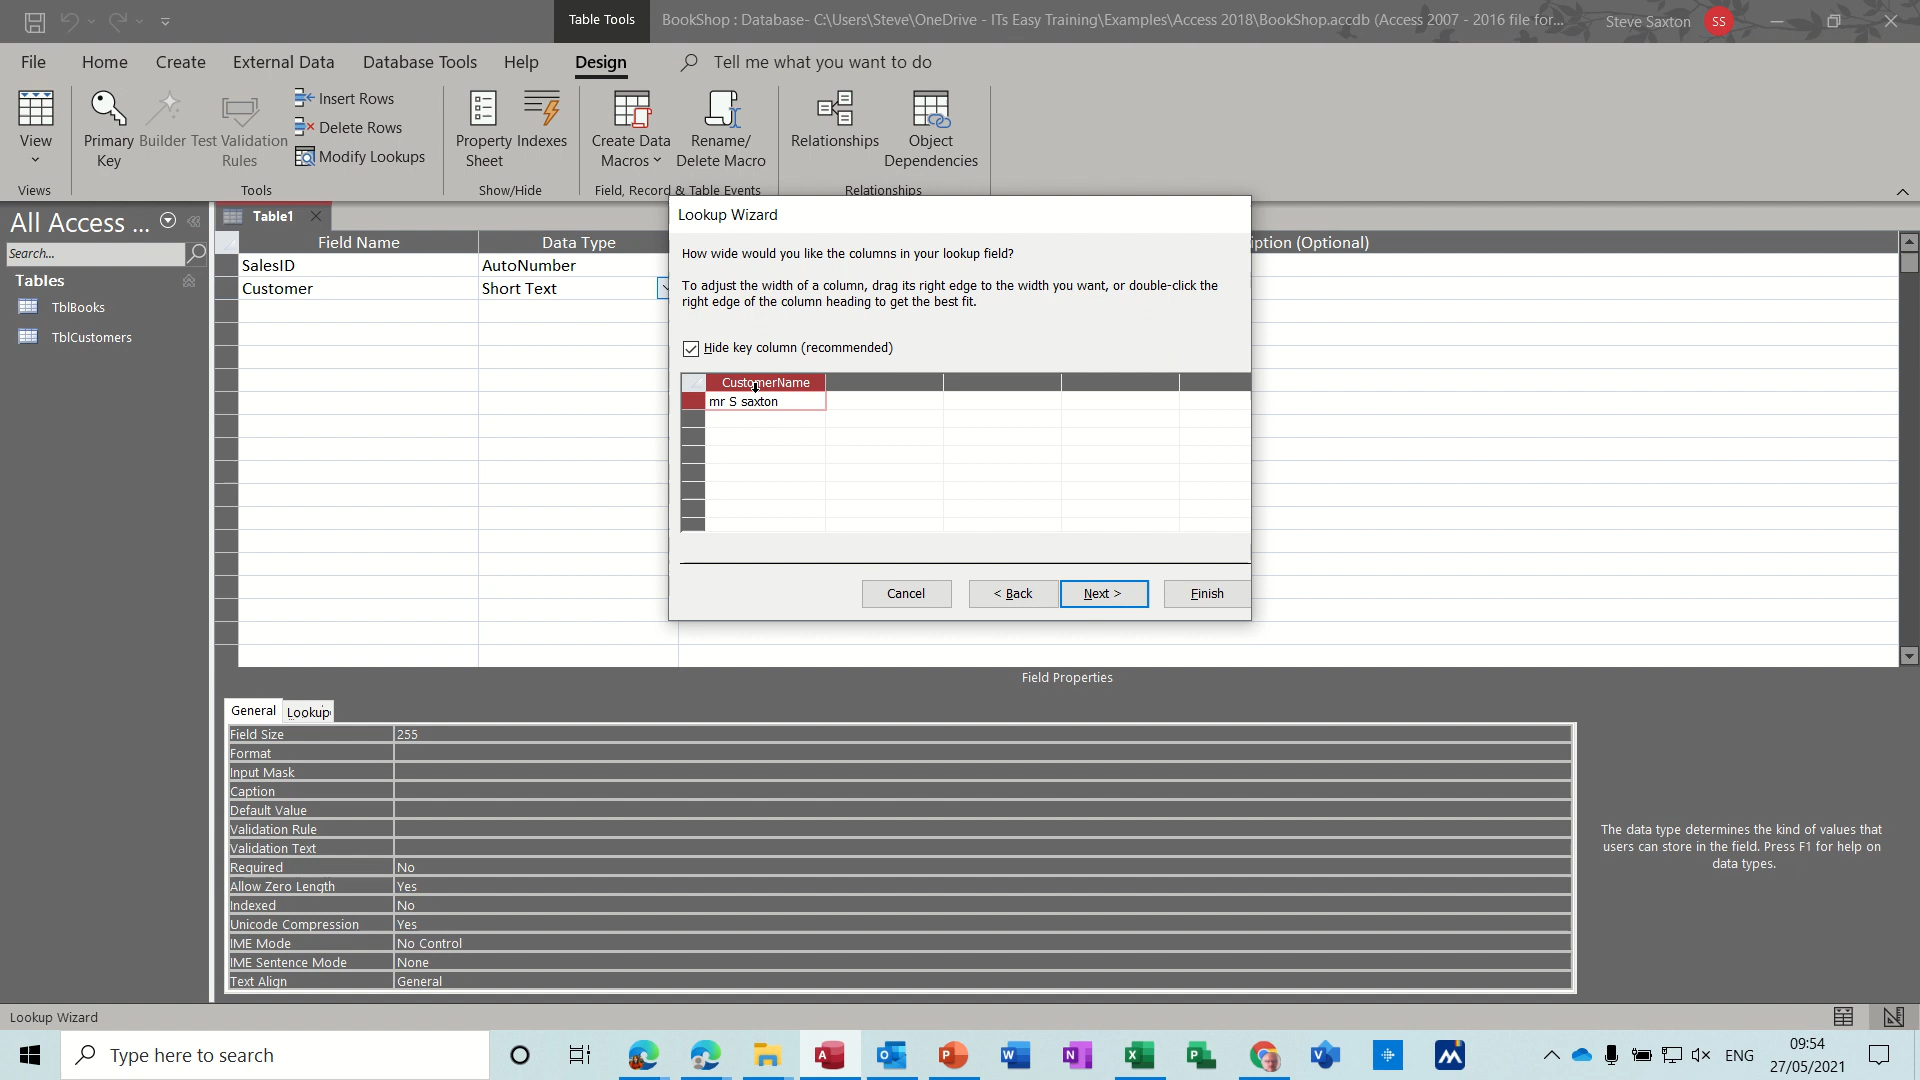 Table Tools
BookShop : Database- C:\Users\Steve\OneDrive - ITs Easy Training\Examples\Access 2018\BookShop.accdb (Access 2007 - 2016 file for...
Steve Saxton
SS
File
Home
Create
External Data
Database Tools
Help
Design
Tell me what you want to do
View
Primary
Key
Builder
Test Validation
Rules
Insert Rows
Delete Rows
Modify Lookups
Property
Sheet
Indexes
Create Data
Macros
Rename/
Delete Macro
Relationships
Object
Dependencies
Views
Tools
Show/Hide
Field, Record & Table Events
Relationships
All Access ...
Search...
Tables
TblBooks
TblCustomers
Table1
Field Name
Data Type
iption (Optional)
SalesID
AutoNumber
Customer
Short Text
Lookup Wizard
How wide would you like the columns in your lookup field?
To adjust the width of a column, drag its right edge to the width you want, or double-click the
right edge of the column heading to get the best fit.
Hide key column (recommended)
CustomerName
mr S saxton
Cancel
< Back
Next >
Finish
Field Properties
General
Lookup
Field Size
255
Format
Input Mask
Caption
Default Value
Validation Rule
Validation Text
Required
No
Allow Zero Length
Yes
Indexed
No
Unicode Compression
Yes
IME Mode
No Control
IME Sentence Mode
None
Text Align
General
The data type determines the kind of values that
users can store in the field. Press F1 for help on
data types.
Lookup Wizard
Type here to search
ENG
09:54
27/05/2021